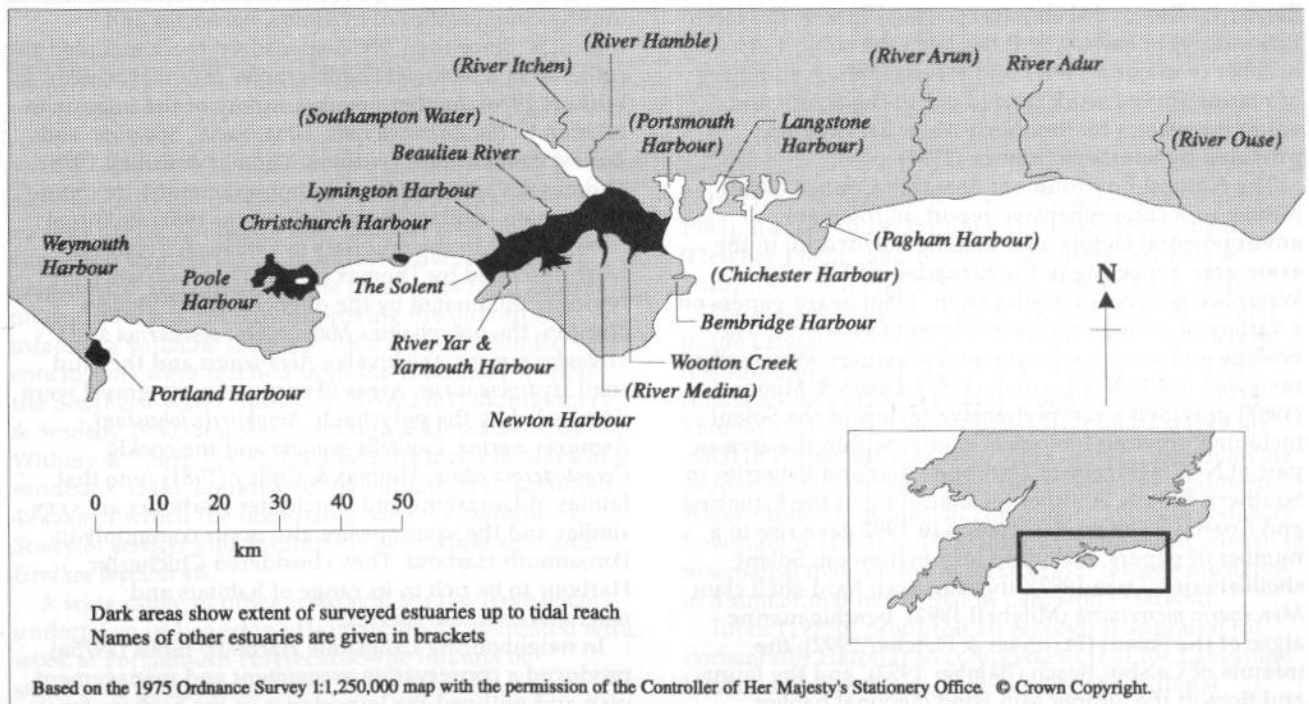 (River Hamble)
(River Itchen)
(River Arun)
River Adur
(Southampton Water)
(Portsmouth
Harbour)
Langstone
Harbour)
(River Ouse)
Beaulieu River
Lymington Harbour
Christchurch Harbour
Weymouth
Harbour
Poole
Harbour
The Solent
(Pagham Harbour)
(Chichester Harbour)
N
Bembridge Harbour
River Yar &
Yarmouth Harbour
Wootton Creek
Portland Harbour
(River Medina)
Newton Harbour
0 10 20 30 40 50
km
Dark areas show extent of surveyed estuaries up to tidal reach
Names of other estuaries are given in brackets
Based on the 1975 Ordnance Survey 1:1,250,000 map with the permission of the Controller of Her Majesty's Stationery Office. © Crown Copyright.